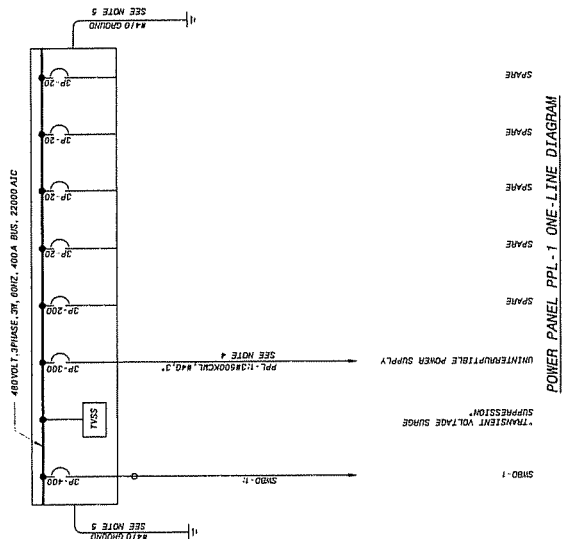 POWER PANEL PPL-1 ONE-LINE DIAGRAM
480VOLT,3PHASE,3W,60HZ,400A BUS,22000 AIC
#4/0 GROUND
SEE NOTE 5
SWBD-1
SWBD-1:
3P-400
"TRANSIENT VOLTAGE SURGE
SUPPRESSION"
TVSS
UNINTERRUPTIBLE POWER SUPPLY
PPL-1:3#500KCMIL,#4G,3"
SEE NOTE 4
3P-300
SPARE
3P-200
SPARE
3P-20
SPARE
3P-20
SPARE
3P-20
SPARE
3P-20
#4/0 GROUND
SEE NOTE 5